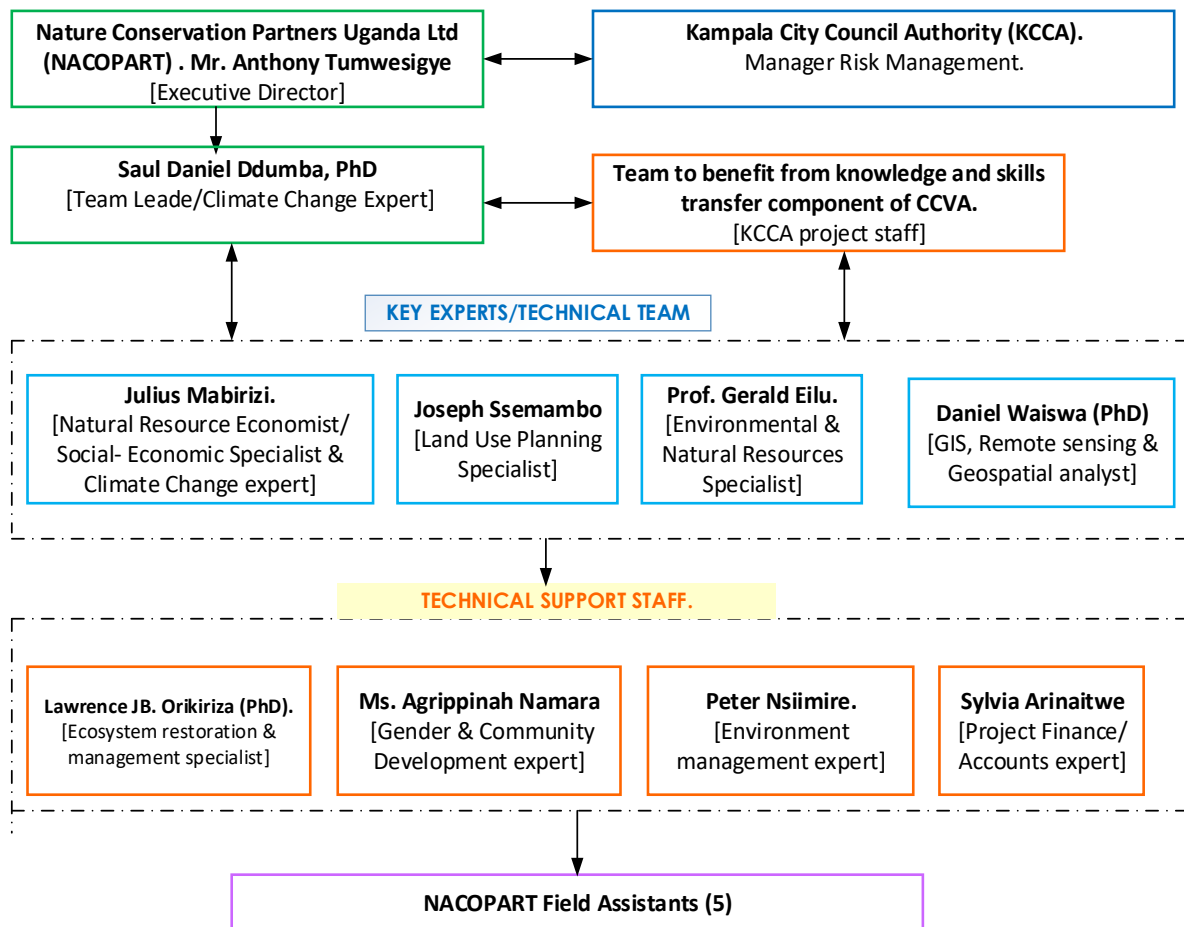 Nature Conservation Partners Uganda Ltd
(NACOPART) . Mr. Anthony Tumwesigye
[Executive Director]
Kampala City Council Authority (KCCA).
Manager Risk Management.
Saul Daniel Ddumba, PhD
[Team Leade/Climate Change Expert]
Team to benefit from knowledge and skills
transfer component of CCVA.
[KCCA project staff]
KEY EXPERTS/TECHNICAL TEAM
Julius Mabirizi.
[Natural Resource Economist/
Social- Economic Specialist &
Climate Change expert]
Joseph Ssemambo
[Land Use Planning
Specialist]
Prof. Gerald Eilu.
[Environmental &
Natural Resources
Specialist]
Daniel Waiswa (PhD)
[GIS, Remote sensing &
Geospatial analyst]
TECHNICAL SUPPORT STAFF.
Lawrence JB. Orikiriza (PhD).
[Ecosystem restoration &
management specialist]
Ms. Agrippinah Namara
[Gender & Community
Development expert]
Peter Nsiimire.
[Environment
management expert]
Sylvia Arinaitwe
[Project Finance/
Accounts expert]
NACOPART Field Assistants (5)